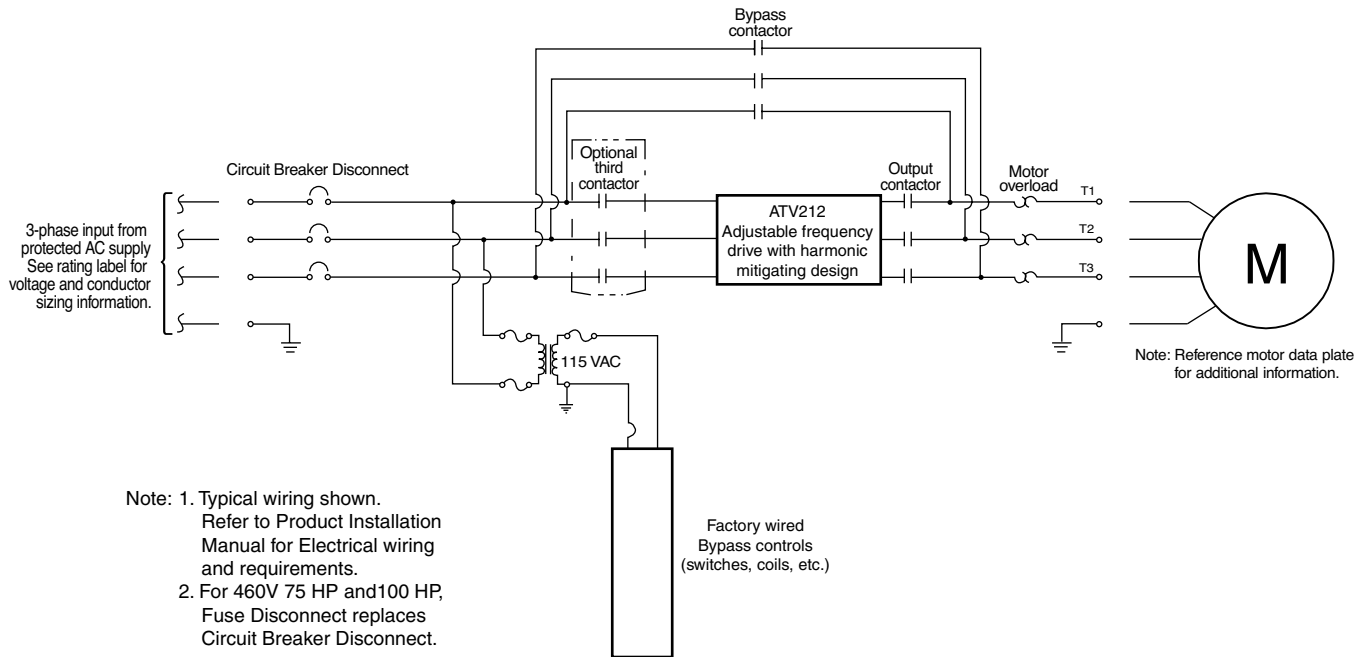 Bypass
contactor
Circuit Breaker Disconnect
Optional
third
contactor
Output
contactor
Motor
overload
T1
T2
T3
3-phase input from
protected AC supply
See rating label for
voltage and conductor
sizing information.
ATV212
Adjustable frequency
drive with harmonic
mitigating design
M
115 VAC
Note: Reference motor data plate
for additional information.
Factory wired
Bypass controls
(switches, coils, etc.)
Note: 1. Typical wiring shown.
Refer to Product Installation
Manual for Electrical wiring
and requirements.
2. For 460V 75 HP and100 HP,
Fuse Disconnect replaces
Circuit Breaker Disconnect.